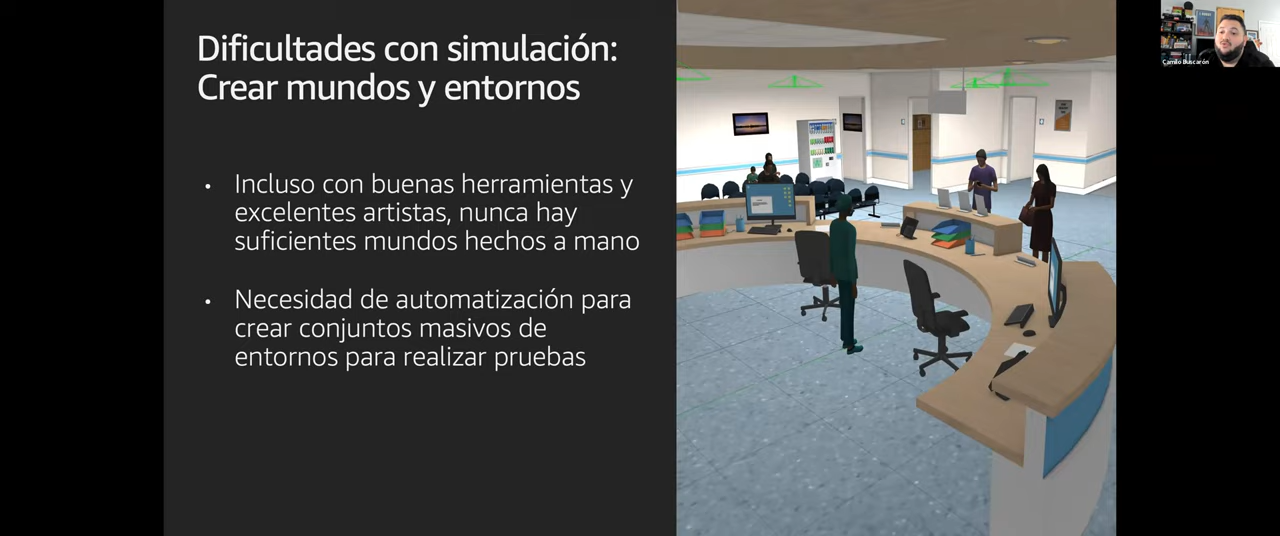 Dificultades con simulación:
Crear mundos y entornos
• Incluso con buenas herramientas y
excelentes artistas, nunca hay
suficientes mundos hechos a mano
• Necesidad de automatización para
crear conjuntos masivos de
entornos para realizar pruebas
Camilo Buscarón